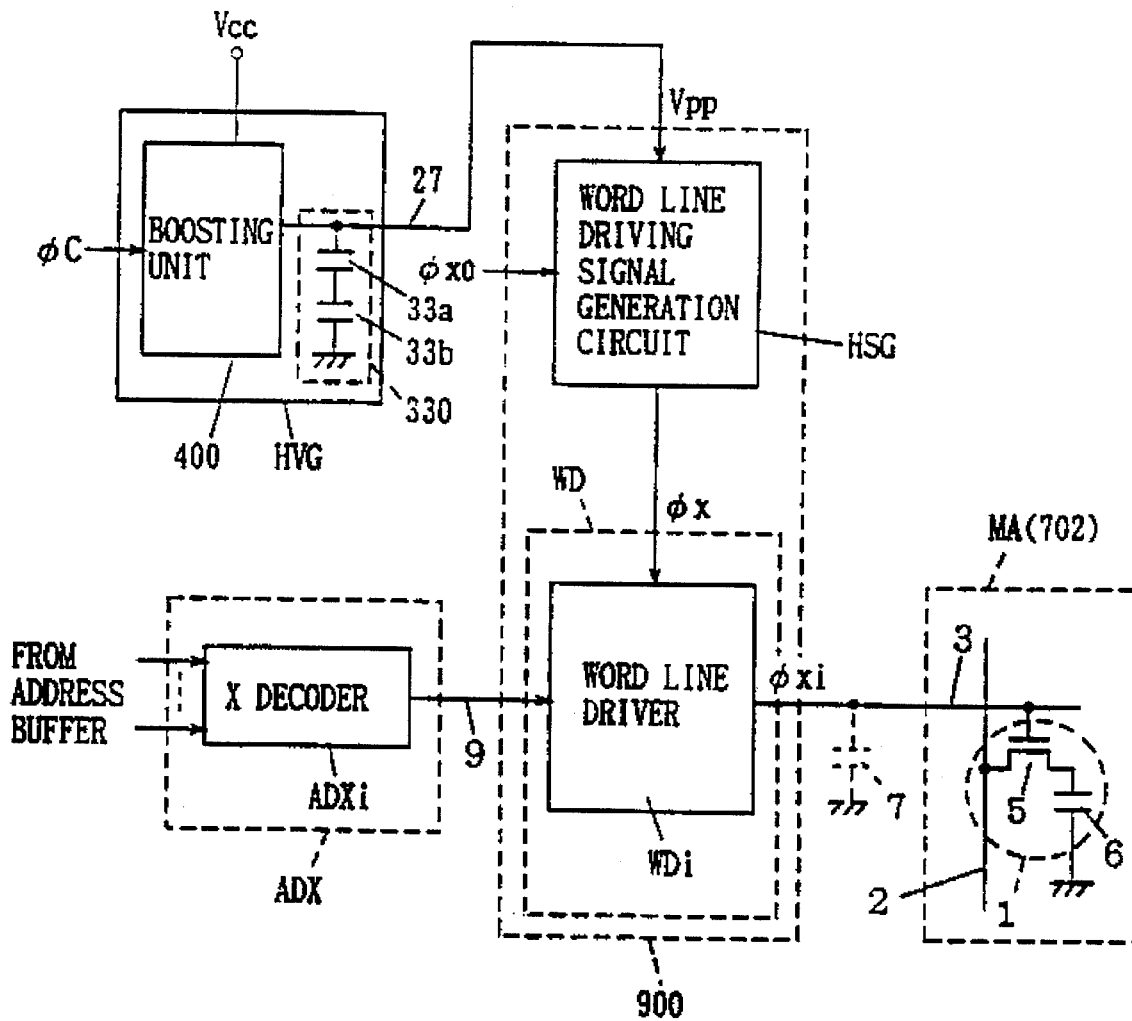 Vcc
Vpp
27
BOOSTING
UNIT
φC
33a
33b
330
400
HVG
φx0
WORD LINE
DRIVING
SIGNAL
GENERATION
CIRCUIT
HSG
WD
φx
MA(702)
FROM
ADDRESS
BUFFER
X DECODER
ADXi
ADX
9
WORD LINE
DRIVER
WDi
φxi
7
3
5
6
2
1
900